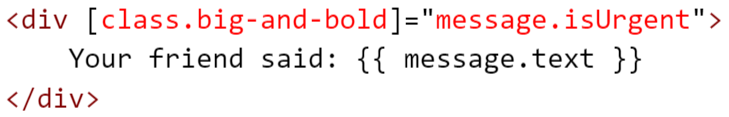 <div [class.big-and-bold]="message.isUrgent">
    Your friend said: {{ message.text }}
</div>